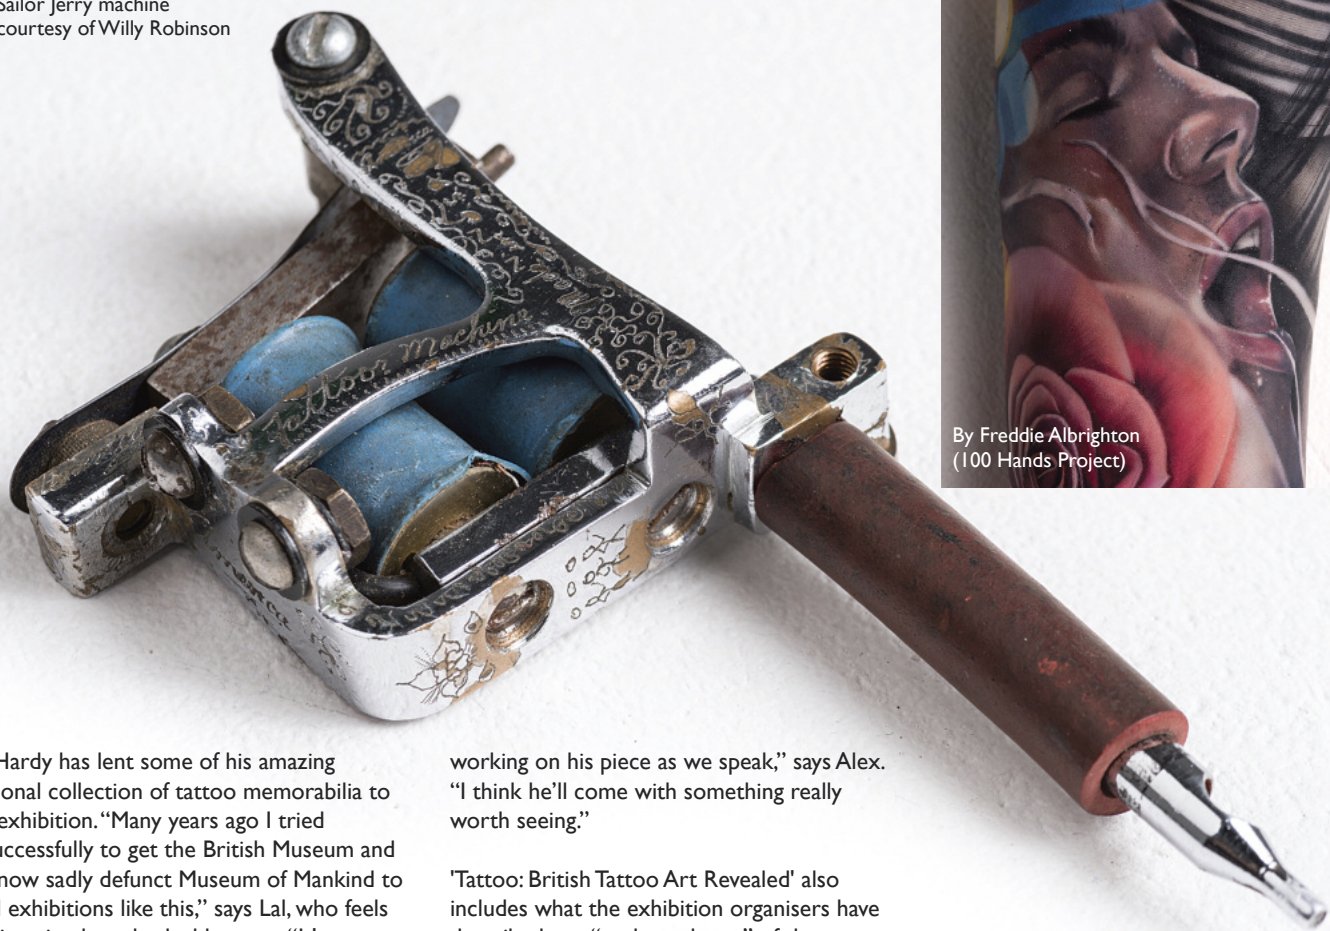 Sailor Jerry machine
courtesy of Willy Robinson
Tattoor Machine
By Freddie Albrighton
(100 Hands Project)
Hardy has lent some of his amazing
onal collection of tattoo memorabilia to
exhibition. “Many years ago I tried
uccessfully to get the British Museum and
now sadly defunct Museum of Mankind to
exhibitions like this,” says Lal, who feels
working on his piece as we speak,” says Alex.
“I think he’ll come with something really
worth seeing.”
'Tattoo: British Tattoo Art Revealed' also
includes what the exhibition organisers have